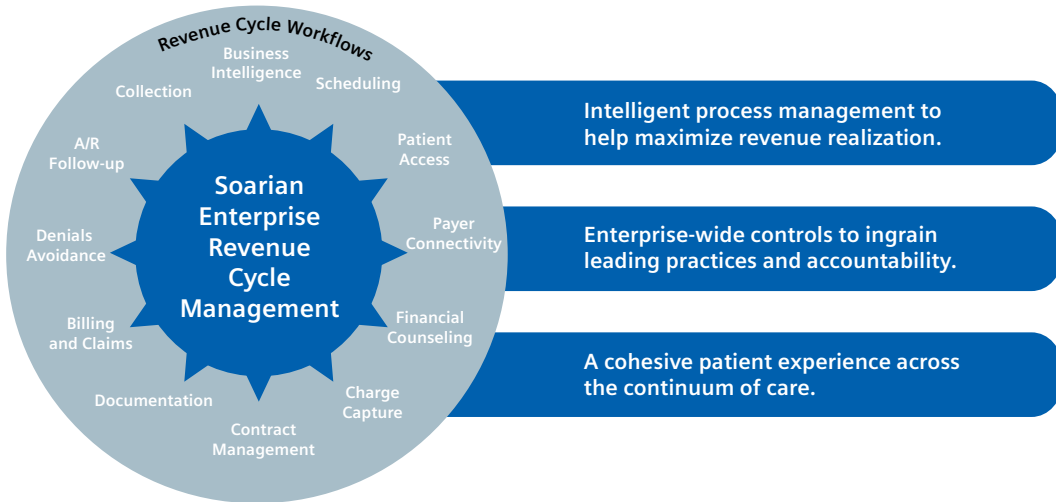 Revenue Cycle Workflows
Business
Intelligence
Scheduling
Patient
Access
Payer
Connectivity
Financial
Counseling
Charge
Capture
Contract
Management
Documentation
Billing
and Claims
Denials
Avoidance
A/R
Follow-up
Collection
Soarian
Enterprise
Revenue
Cycle
Management
Intelligent process management to
help maximize revenue realization.
Enterprise-wide controls to ingrain
leading practices and accountability.
A cohesive patient experience across
the continuum of care.